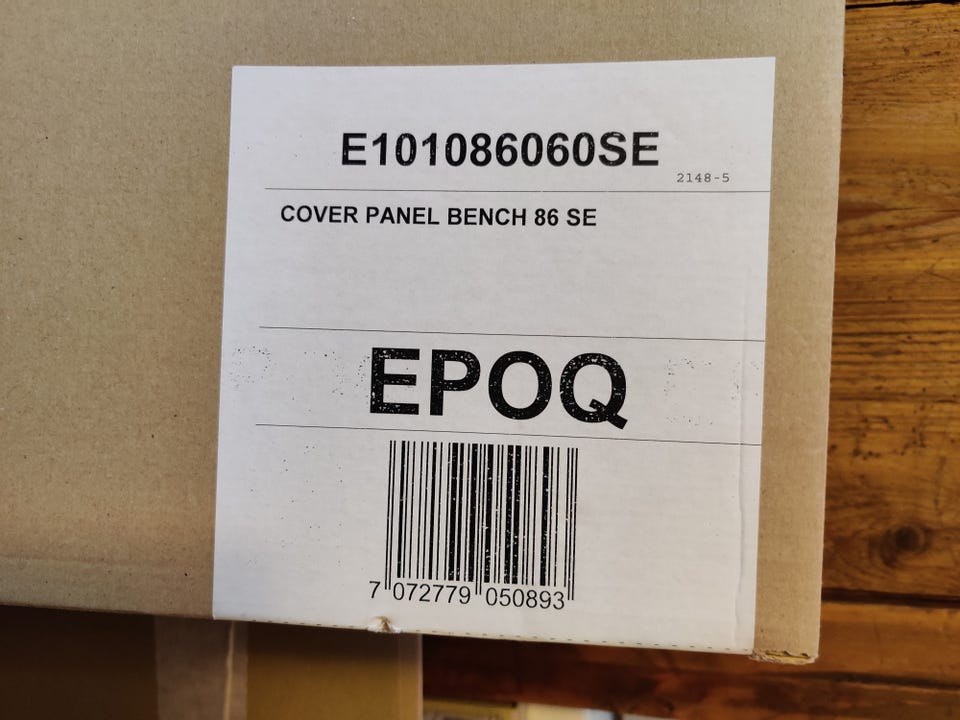 E101086060SE
2148-5
COVER PANEL BENCH 86 SE
EPOQ
7 072779 050893